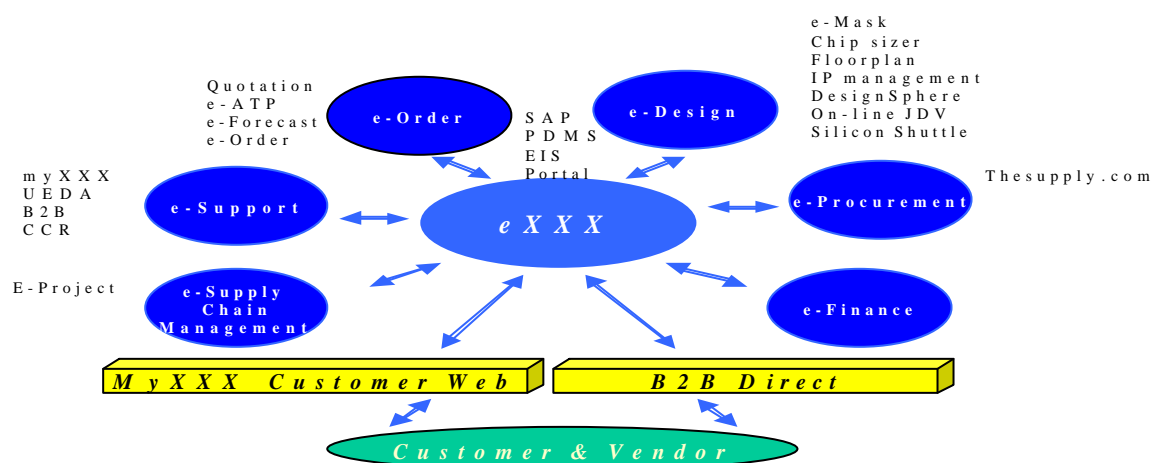 e-Mask
Chip sizer
Floorplan
IP management
DesignSphere
On-line JDV
Silicon Shuttle
Quotation
e-ATP
e-Forecast
e-Order
e-Order
SAP
PDMS
EIS
Portal
e-Design
myXXX
UEDA
B2B
CCR
e-Support
eXXX
e-Procurement
Thesupply.com
E-Project
e-Supply
Chain
Management
e-Finance
MyXXX Customer Web
B2B Direct
Customer & Vendor